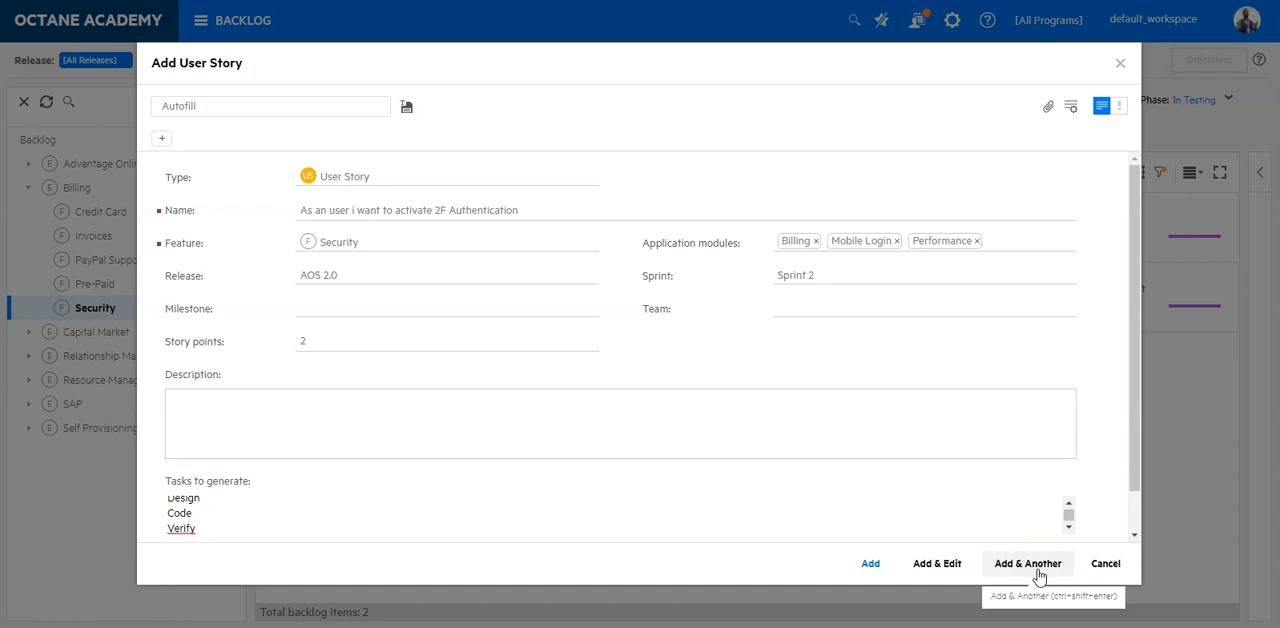 OCTANE ACADEMY
BACKLOG
[All Programs]
default_workspace
Release:
[All Releases]
Objectives
Add User Story
Autofill
+
Phase: In Testing
Backlog
E Advantage Onlin
E Billing
F Credit Card
F Invoices
F PayPal Suppo
F Pre-Paid
F Security
E Capital Market
E Relationship Ma
E Resource Manag
E SAP
E Self Provisioning
Type:
US User Story
Name:
As an user i want to activate 2F Authentication
Feature:
F Security
Application modules:
Billing × Mobile Login × Performance ×
Release:
AOS 2.0
Sprint:
Sprint 2
Milestone:
Team:
Story points:
2
Description:
Tasks to generate:
Design
Code
Verify
Add
Add & Edit
Add & Another
Cancel
Add & Another (ctrl+shift+enter)
Total backlog items: 2